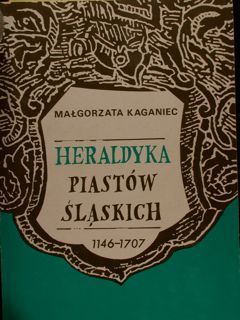 MAŁGORZATA KAGANIEC
HERALDYKA
PIASTÓW
ŚLĄSKICH
1146-1707